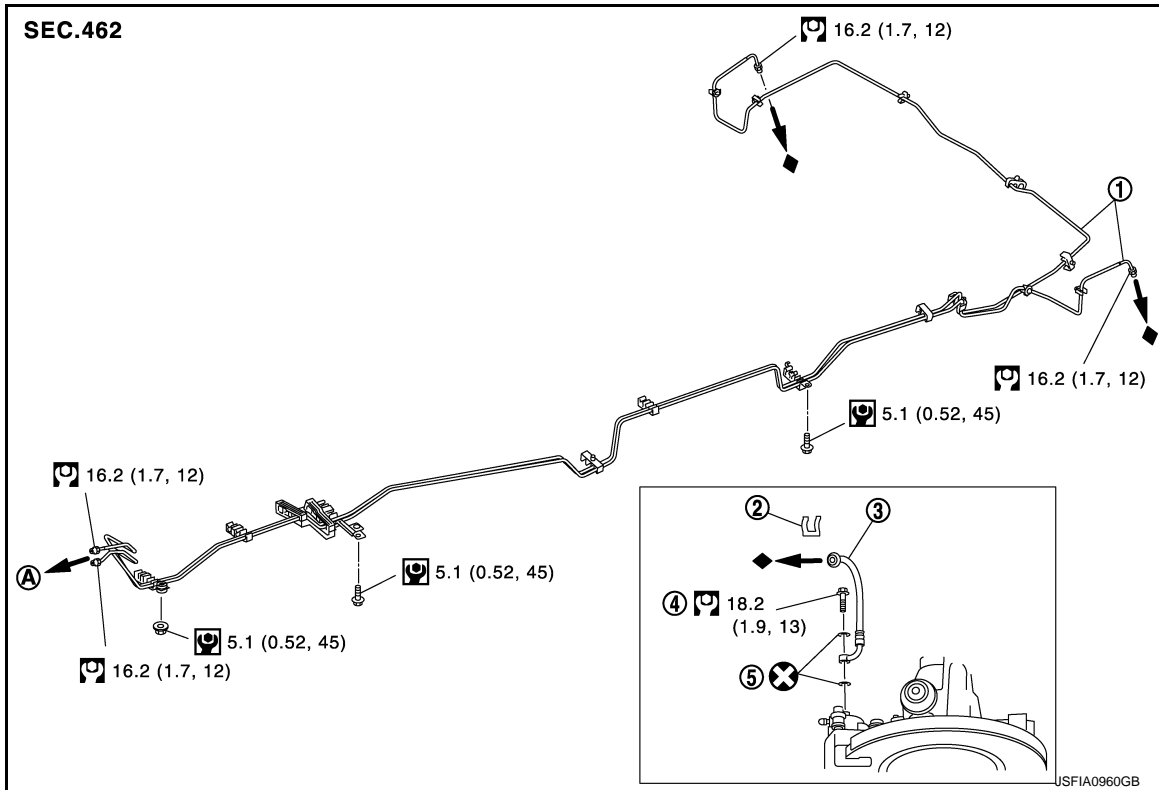 SEC.462
16.2 (1.7, 12)
1
16.2 (1.7, 12)
5.1 (0.52, 45)
16.2 (1.7, 12)
A
5.1 (0.52, 45)
5.1 (0.52, 45)
16.2 (1.7, 12)
2
3
4 18.2
(1.9, 13)
5
JSFIA0960GB